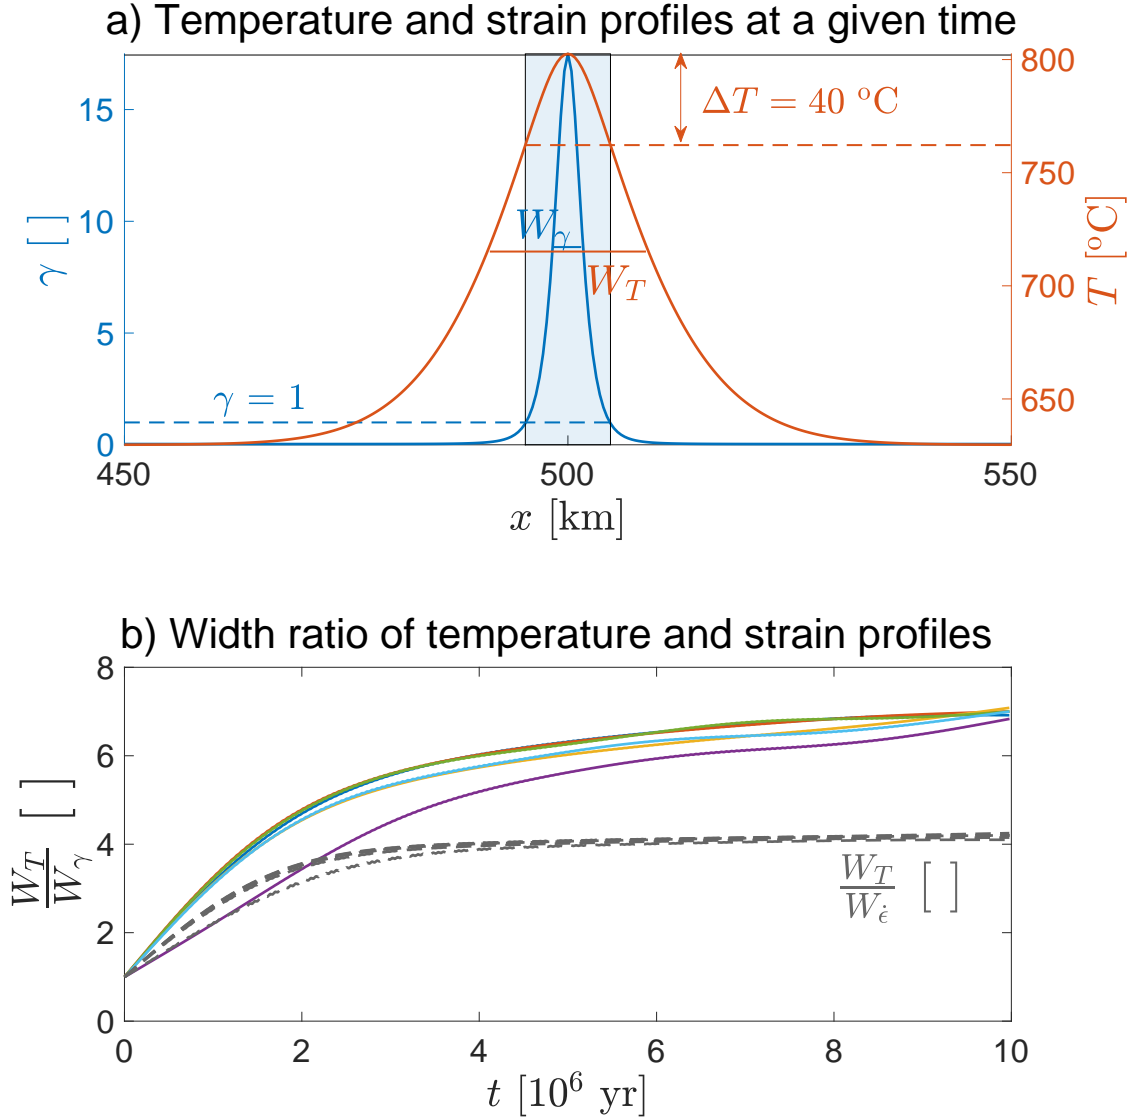 a) Temperature and strain profiles at a given time
γ [ ]
15
10
5
0
ΔT = 40 °C
W_γ
W_T
γ = 1
800
750
700
650
T [°C]
450
500
550
x [km]
b) Width ratio of temperature and strain profiles
W_T/W_γ [ ]
8
6
4
2
0
W_T/W_ε̇ [ ]
0
2
4
6
8
10
t [10⁶ yr]